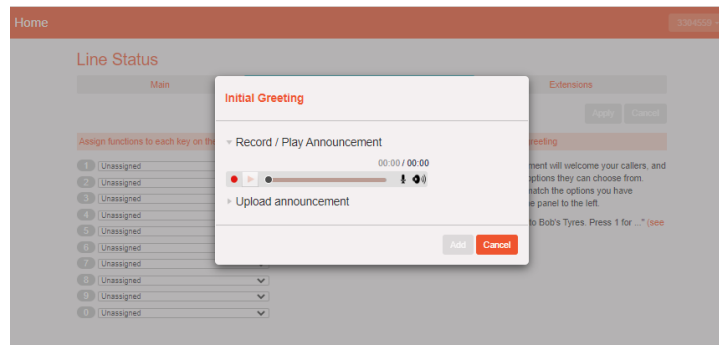 Home
3304559
Line Status
Main
Extensions
Apply
Cancel
Assign functions to each key on the
greeting
Initial Greeting
Record / Play Announcement
00:00 / 00:00
Upload announcement
Add
Cancel
1 Unassigned
2 Unassigned
3 Unassigned
4 Unassigned
5 Unassigned
6 Unassigned
7 Unassigned
8 Unassigned
9 Unassigned
0 Unassigned
ment will welcome your callers, and
options they can choose from.
match the options you have
e panel to the left.
to Bob's Tyres. Press 1 for ..." (see